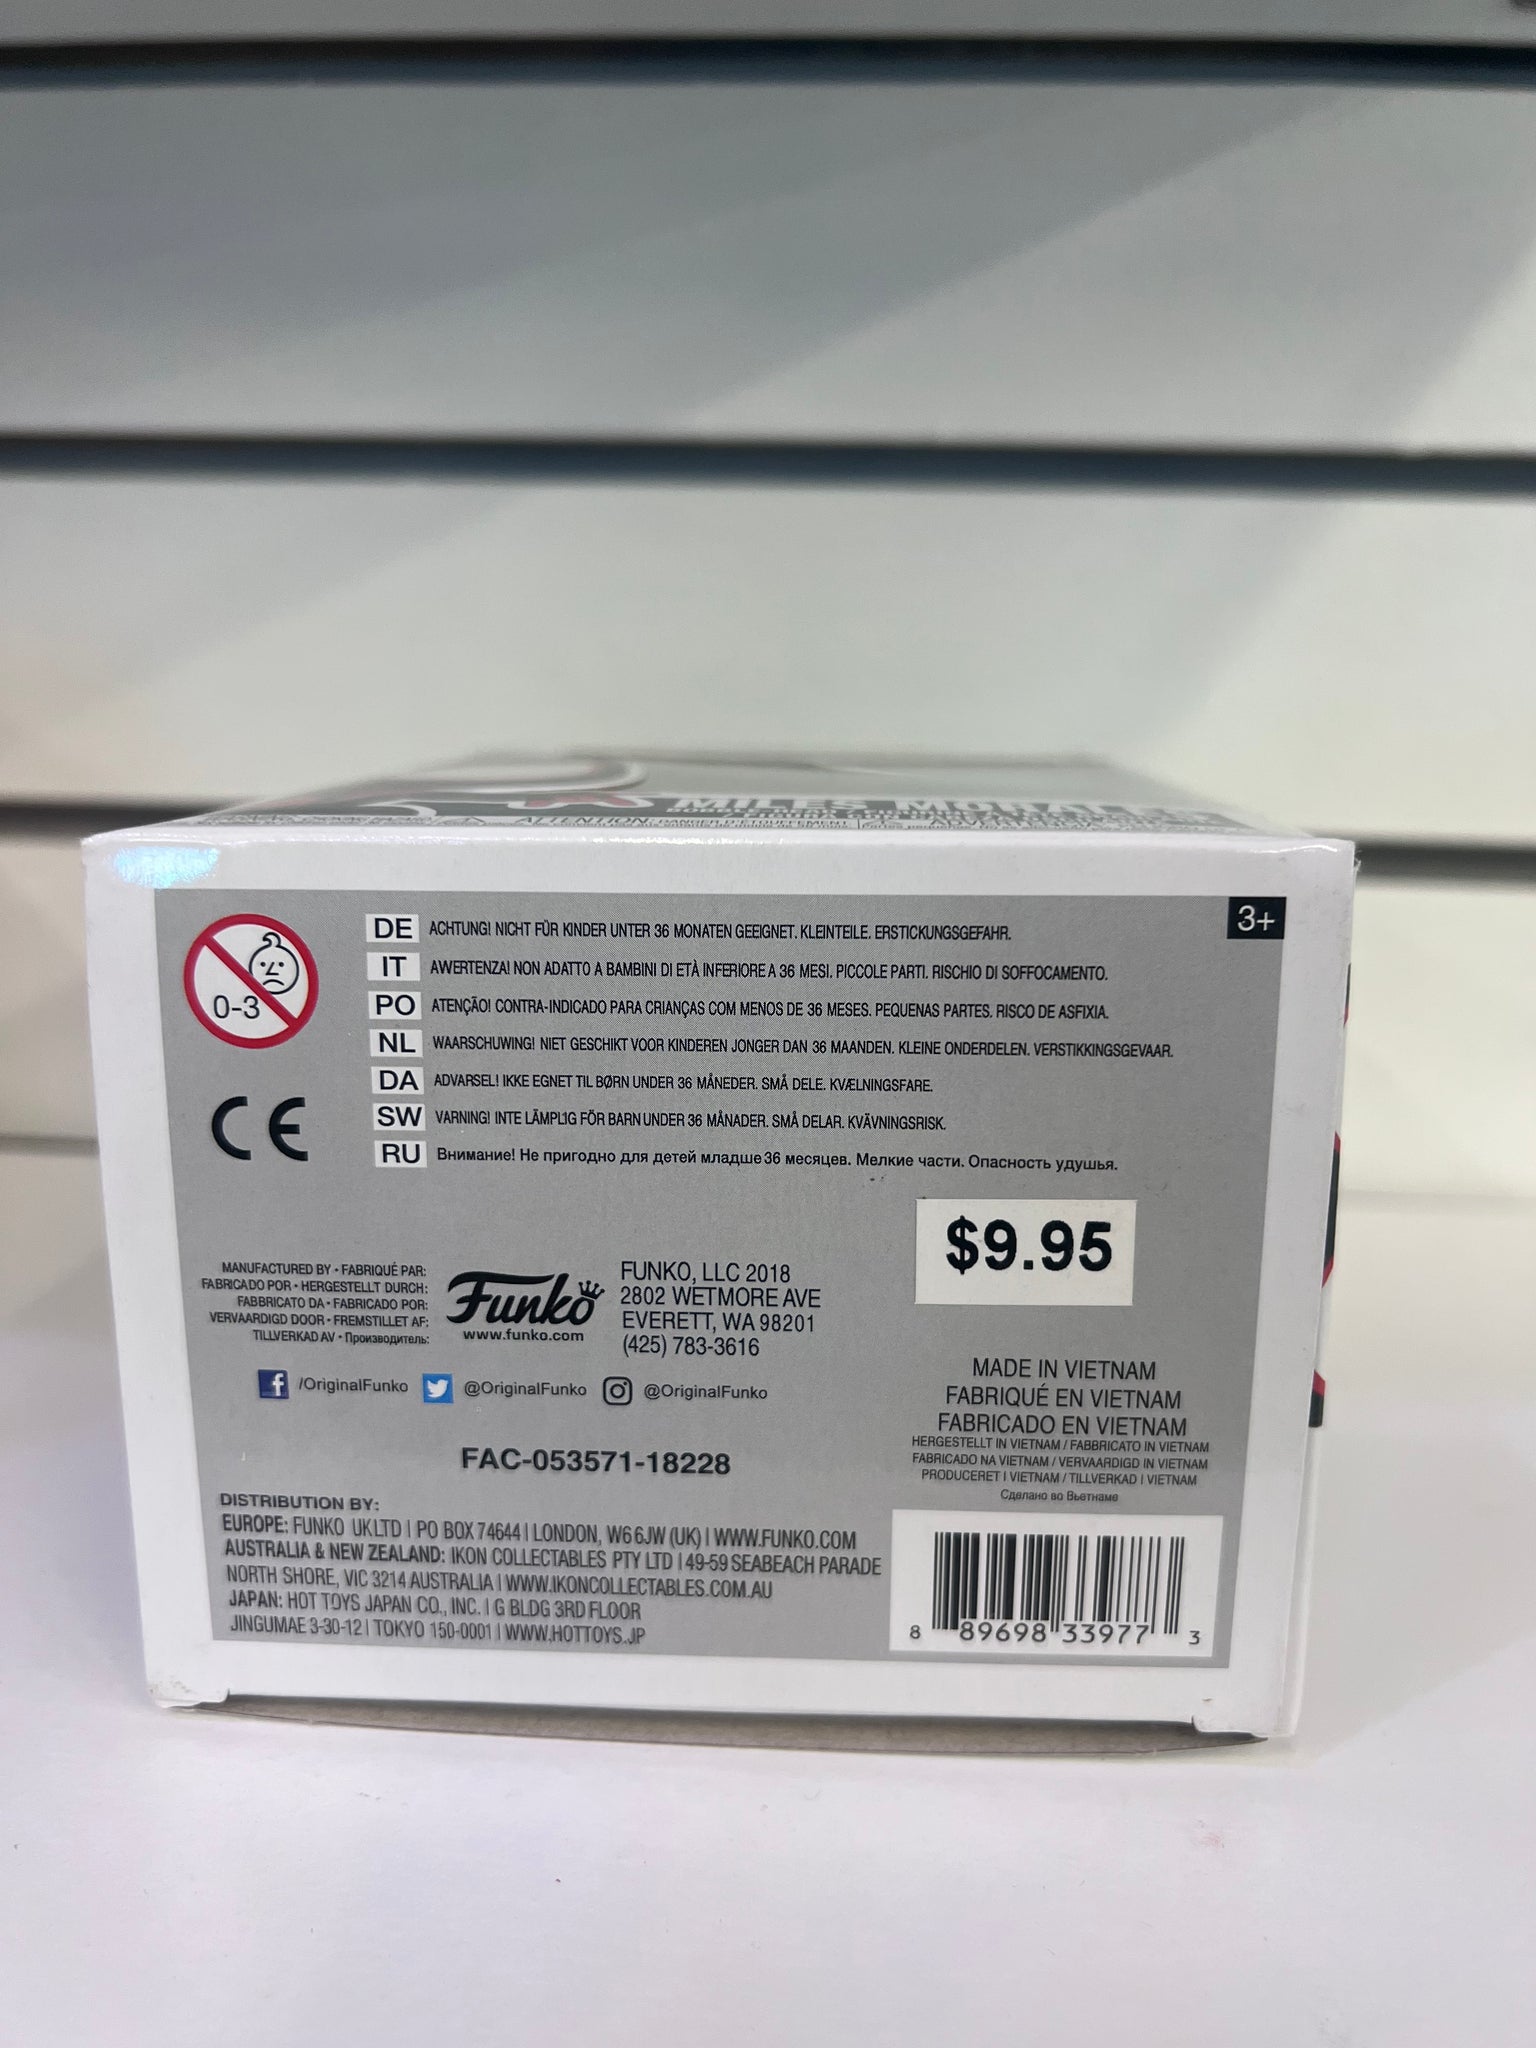 MILES MORALES
3+
0-3
DE ACHTUNG! NICHT FÜR KINDER UNTER 36 MONATEN GEEIGNET. KLEINTEILE. ERSTICKUNGSGEFAHR.
IT AWERTENZA! NON ADATTO A BAMBINI DI ETÀ INFERIORE A 36 MESI. PICCOLE PARTI. RISCHIO DI SOFFOCAMENTO.
PO ATENÇÃO! CONTRA-INDICADO PARA CRIANÇAS COM MENOS DE 36 MESES. PEQUENAS PARTES. RISCO DE ASFIXIA.
NL WAARSCHUWING! NIET GESCHIKT VOOR KINDEREN JONGER DAN 36 MAANDEN. KLEINE ONDERDELEN. VERSTIKKINGSGEVAAR.
DA ADVARSEL! IKKE EGNET TIL BØRN UNDER 36 MÅNEDER. SMÅ DELE. KVÆLNINGSFARE.
SW VARNING! INTE LÄMPL1G FÖR BARN UNDER 36 MÅNADER. SMÅ DELAR. KVÄVNINGSRISK.
RU Внимание! Не пригодно для детей младше 36 месяцев. Мелкие части. Опасность удушья.
CE
$9.95
MANUFACTURED BY • FABRIQUÉ PAR:
FABRICADO POR • HERGESTELLT DURCH:
FABBRICATO DA • FABRICADO POR:
VERVAARDIGD DOOR • FREMSTILLET AF:
TILLVERKAD AV • Производитель:
Funko
www.funko.com
FUNKO, LLC 2018
2802 WETMORE AVE
EVERETT, WA 98201
(425) 783-3616
/OriginalFunko @OriginalFunko @OriginalFunko
MADE IN VIETNAM
FABRIQUÉ EN VIETNAM
FABRICADO EN VIETNAM
HERGESTELLT IN VIETNAM / FABBRICATO IN VIETNAM
FABRICADO NA VIETNAM / VERVAARDIGD IN VIETNAM
PRODUCERET I VIETNAM / TILLVERKAD I VIETNAM
Сделано во Вьетнаме
FAC-053571-18228
DISTRIBUTION BY:
EUROPE: FUNKO UK LTD | PO BOX 74644 | LONDON, W6 6JW (UK) | WWW.FUNKO.COM
AUSTRALIA & NEW ZEALAND: IKON COLLECTABLES PTY LTD | 49-59 SEABEACH PARADE
NORTH SHORE, VIC 3214 AUSTRALIA | WWW.IKONCOLLECTABLES.COM.AU
JAPAN: HOT TOYS JAPAN CO., INC. | G BLDG 3RD FLOOR
JINGUMAE 3-30-12 | TOKYO 150-0001 | WWW.HOTTOYS.JP
8 89698 33977 3